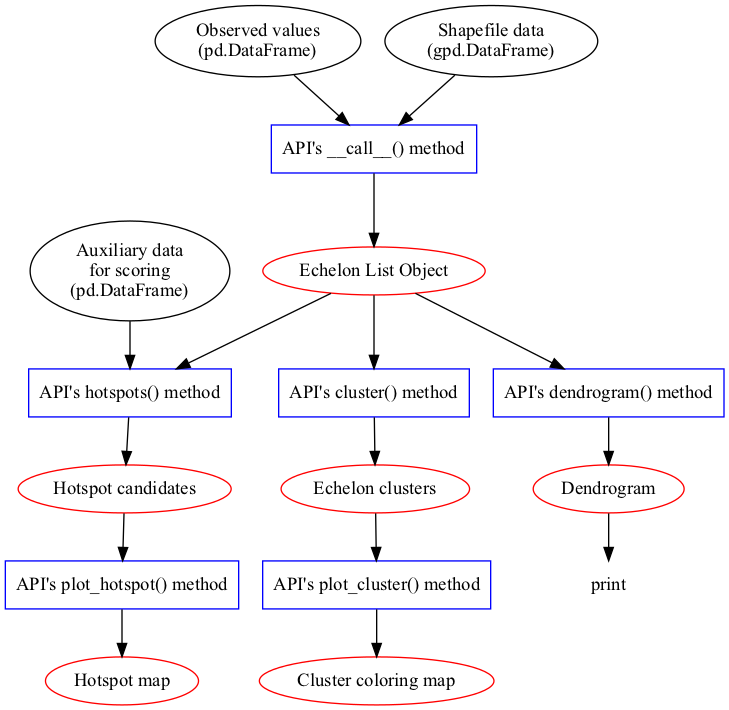 Observed values
(pd.DataFrame)
Shapefile data
(gpd.DataFrame)
API's __call__() method
Auxiliary data
for scoring
(pd.DataFrame)
Echelon List Object
API's hotspots() method
API's cluster() method
API's dendrogram() method
Hotspot candidates
Echelon clusters
Dendrogram
API's plot_hotspot() method
API's plot_cluster() method
print
Hotspot map
Cluster coloring map